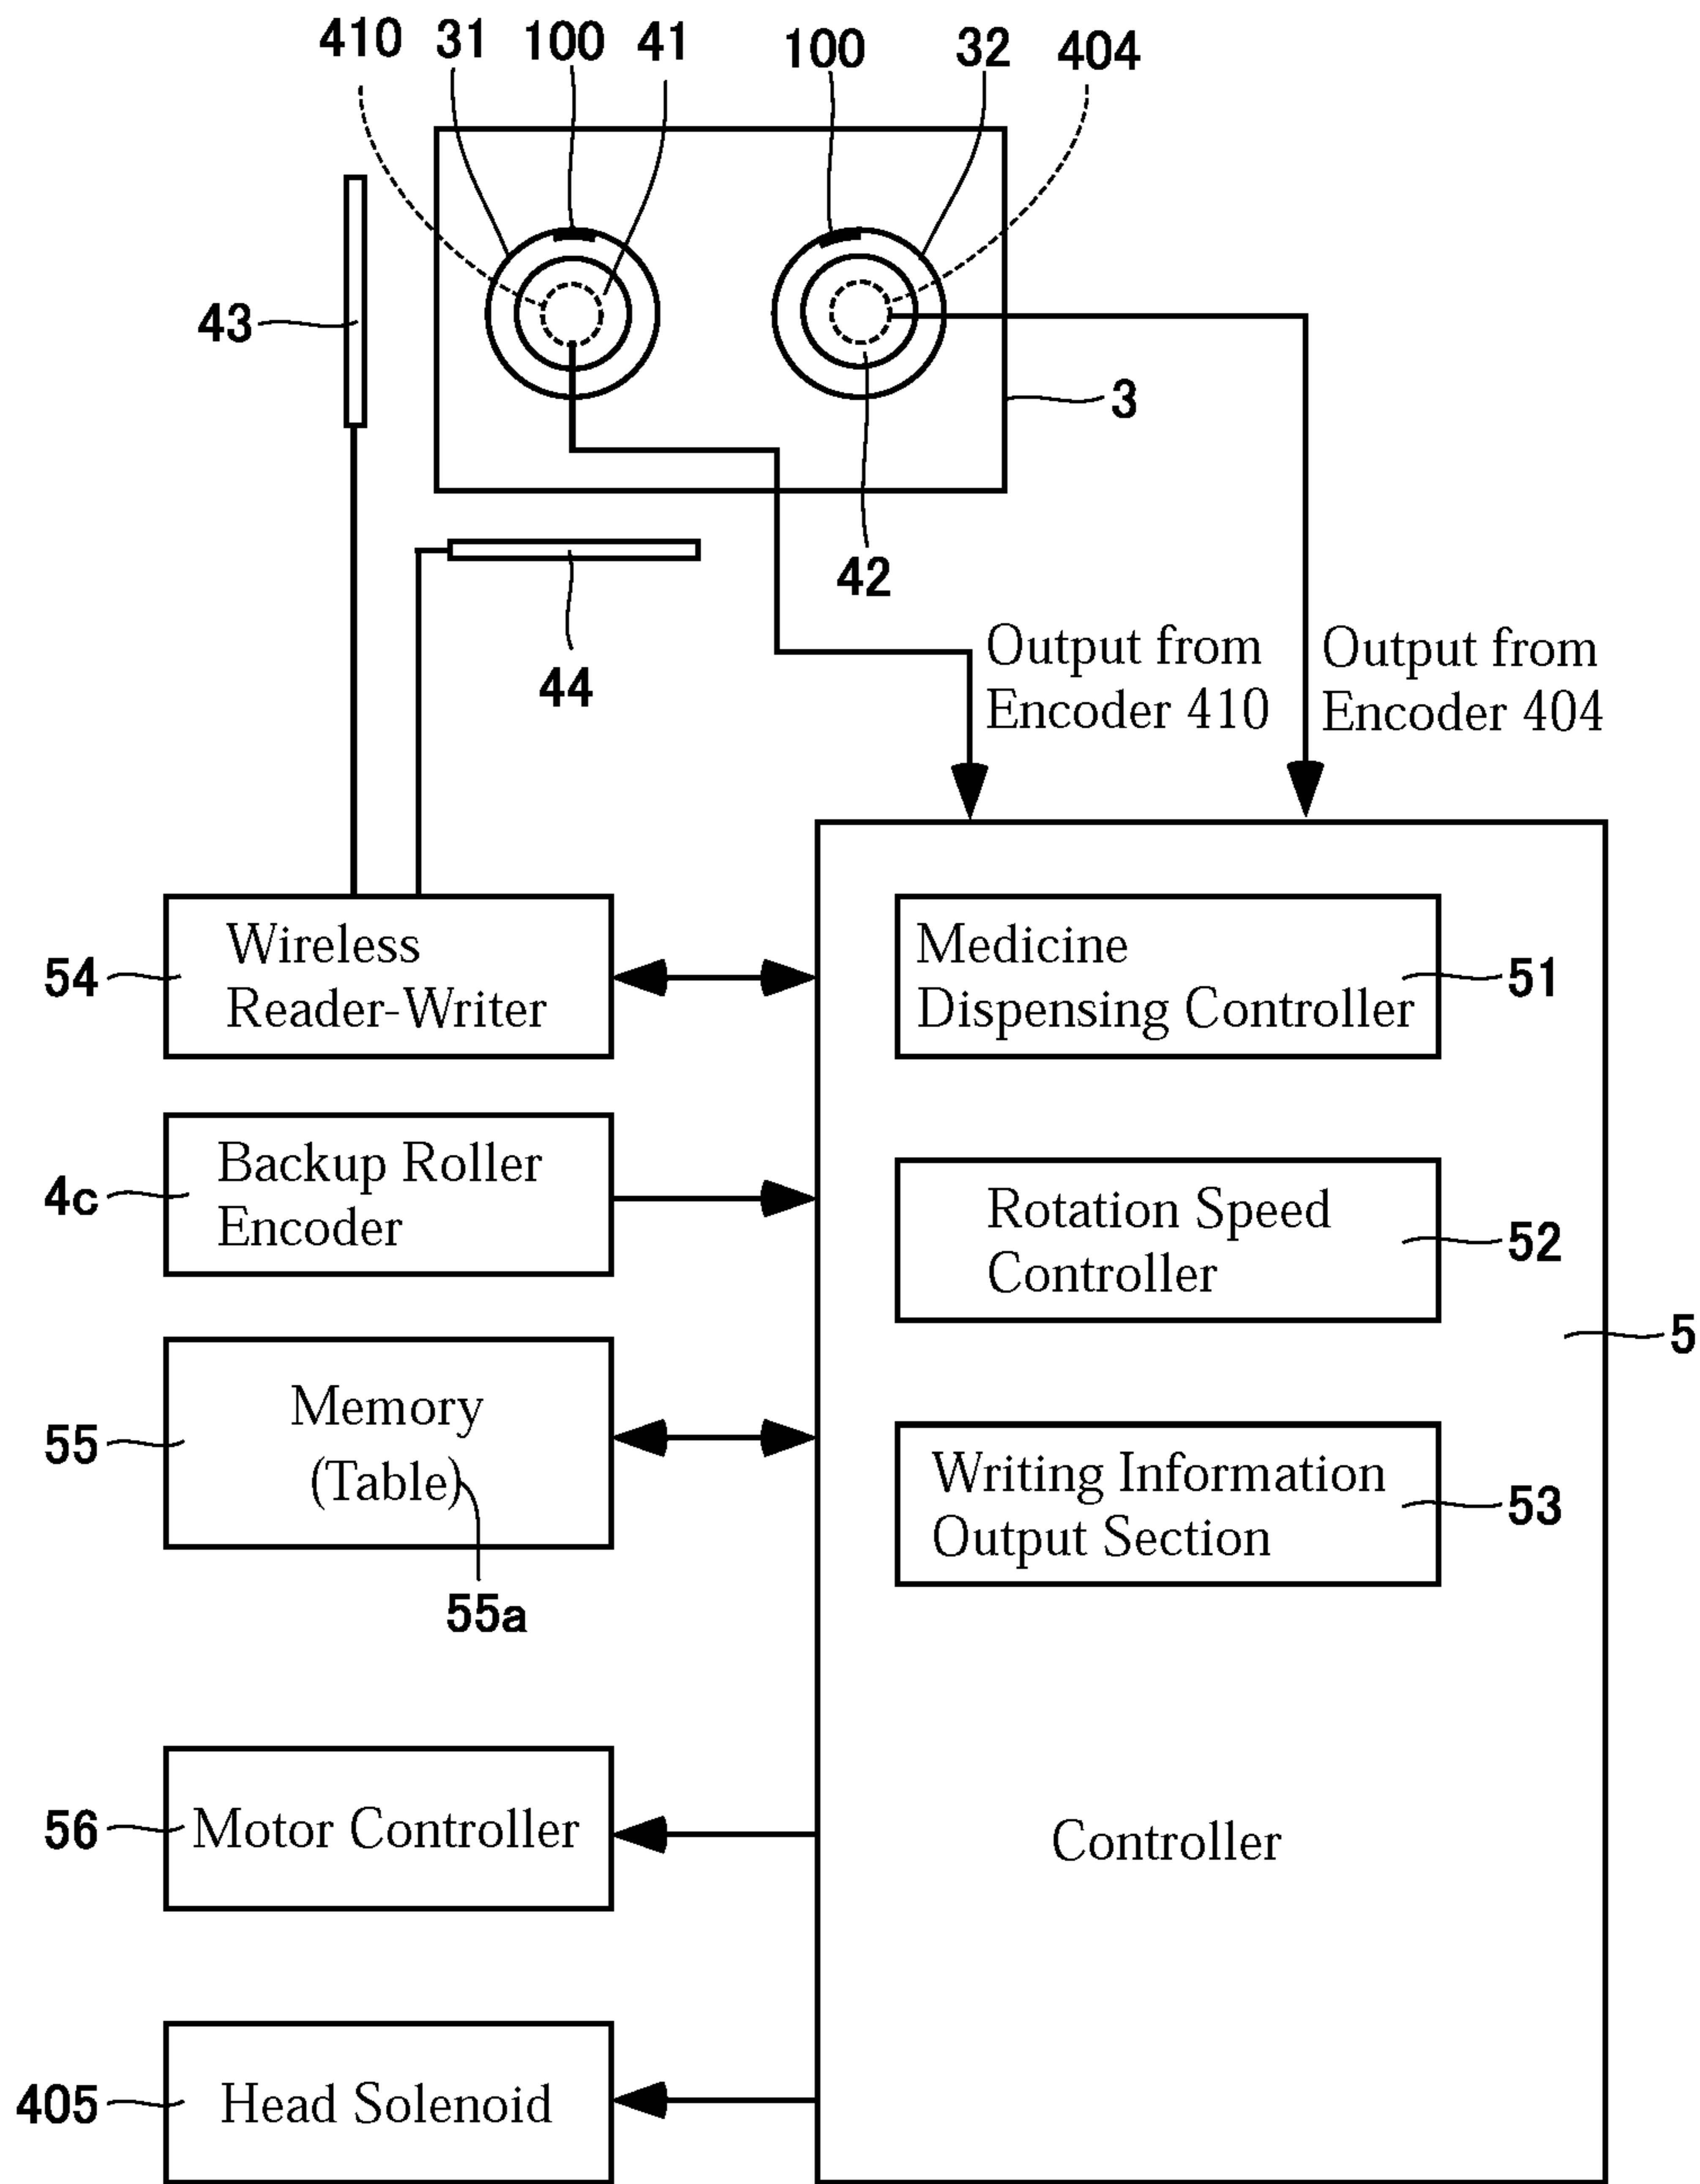 410 31 100 41 100 32 404
43
3
42
44
Output from
Encoder 410
Output from
Encoder 404
54
Wireless
Reader-Writer
Medicine
Dispensing Controller
51
4c
Backup Roller
Encoder
Rotation Speed
Controller
52
5
55
Memory
(Table)
55a
Writing Information
Output Section
53
56
Motor Controller
Controller
405
Head Solenoid